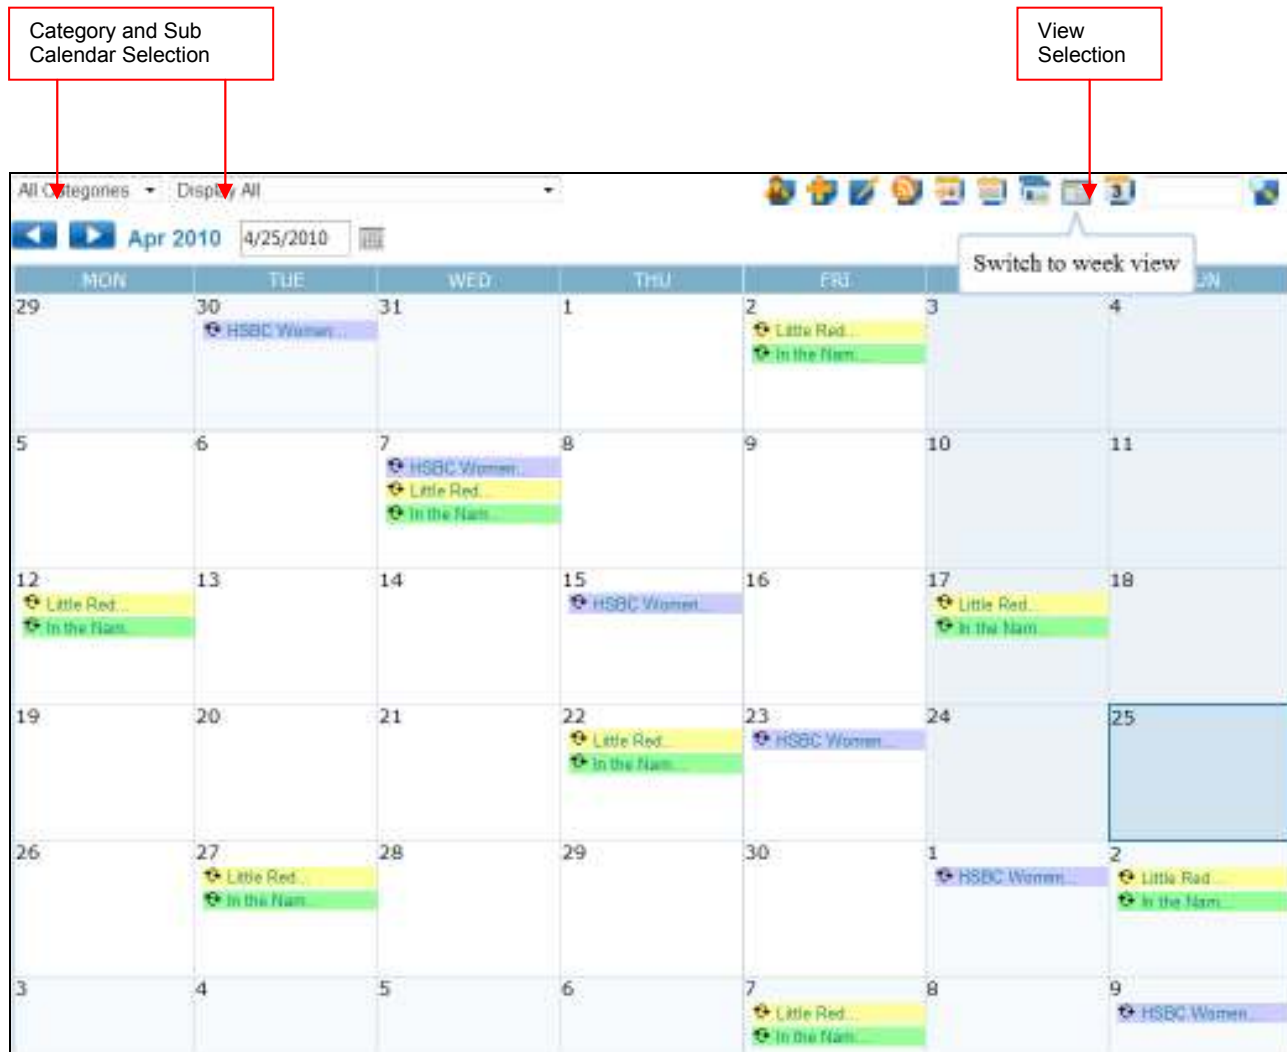 Category and Sub
Calendar Selection
View
Selection
All Categories Display All
3
Apr 2010 4/25/2010
Switch to week view
MON TUE WED THU FRI UN
29 30 31 1 2 3 4
HSBC Women... Little Red...
In the Nam...
5 6 7 8 9 10 11
HSBC Women...
Little Red...
In the Nam...
12 13 14 15 16 17 18
Little Red... HSBC Women... Little Red...
In the Nam... In the Nam...
19 20 21 22 23 24 25
Little Red... HSBC Women...
In the Nam...
26 27 28 29 30 1 2
Little Red... HSBC Women... Little Red...
In the Nam... In the Nam...
3 4 5 6 7 8 9
Little Red... HSBC Women...
In the Nam...